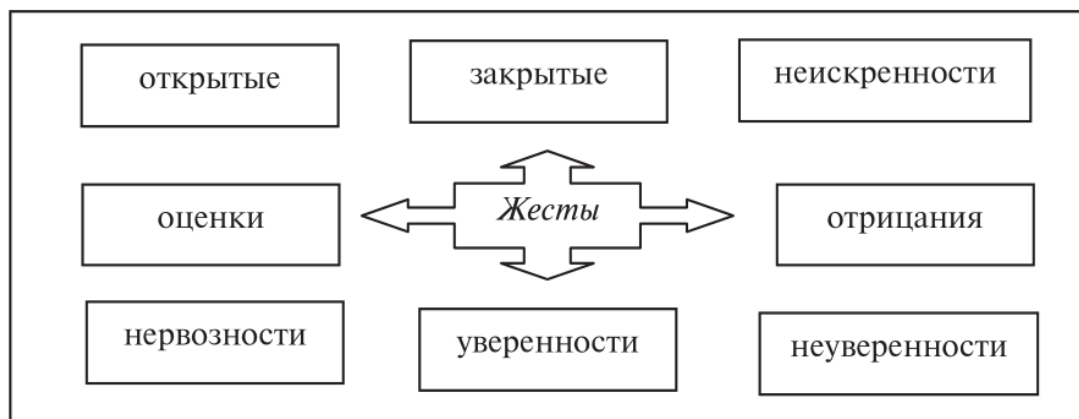 открытые
закрытые
неискренности
оценки
Жесты
отрицания
нервозности
уверенности
неуверенности